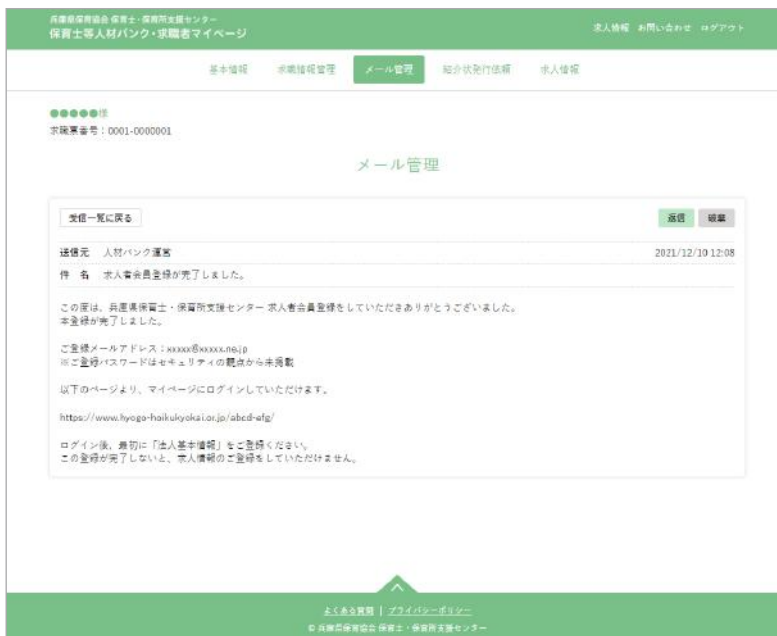 兵庫県保育協会 保育士・保育所支援センター
保育士等人材バンク・求職者マイページ
求人情報 お問い合わせ ログアウト
基本情報 求職情報管理 メール管理 紹介状発行依頼 求人情報
●●●●●様
求職票番号：0001-0000001
メール管理
受信一覧に戻る 返信 破棄
送信元 人材バンク運営 2021/12/10 12:08
件 名 求人者会員登録が完了しました。
この度は、兵庫県保育士・保育所支援センター 求人者会員登録をしていただきありがとうございました。
本登録が完了しました。
ご登録メールアドレス：xxxxx@xxxxx.ne.jp
※ご登録パスワードはセキュリティの観点から未掲載
以下のページより、マイページにログインしていただけます。
https://www.hyogo-hoikukyokai.or.jp/abcd-efg/
ログイン後、最初に「法人基本情報」をご登録ください。
この登録が完了しないと、求人情報のご登録をしていただけません。
よくある質問 | プライバシーポリシー
© 兵庫県保育協会 保育士・保育所支援センター